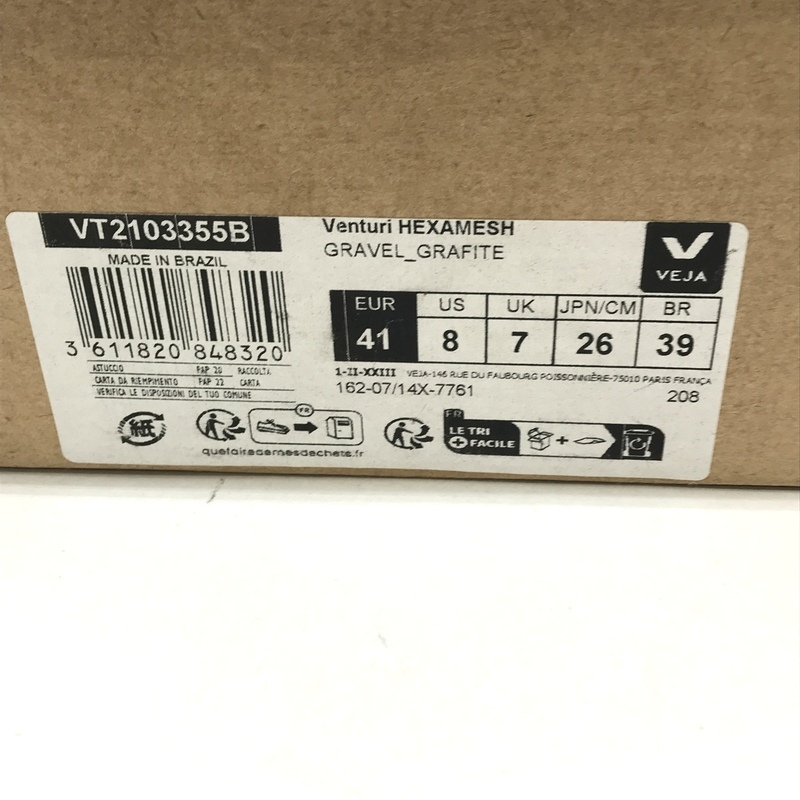 VT2103355B
MADE IN BRAZIL
3 611820 848320
ASTUCCIO PAP 20 RACCOLTA
CARTA DA RIEMPIMENTO PAP 22 CARTA
VERIFICA LE DISPOSIZIONI DEL TUO COMUNE
紙
FR
quefairedemesdechets.fr
Venturi HEXAMESH
GRAVEL_GRAFITE
VEJA
EUR US UK JPN/CM BR
41 8 7 26 39
1-II-XXIII VEJA-146 RUE DU FAUBOURG POISSONNIÈRE-75010 PARIS FRANÇA
162-07/14X-7761 208
FR
LE TRI
+ FACILE
+